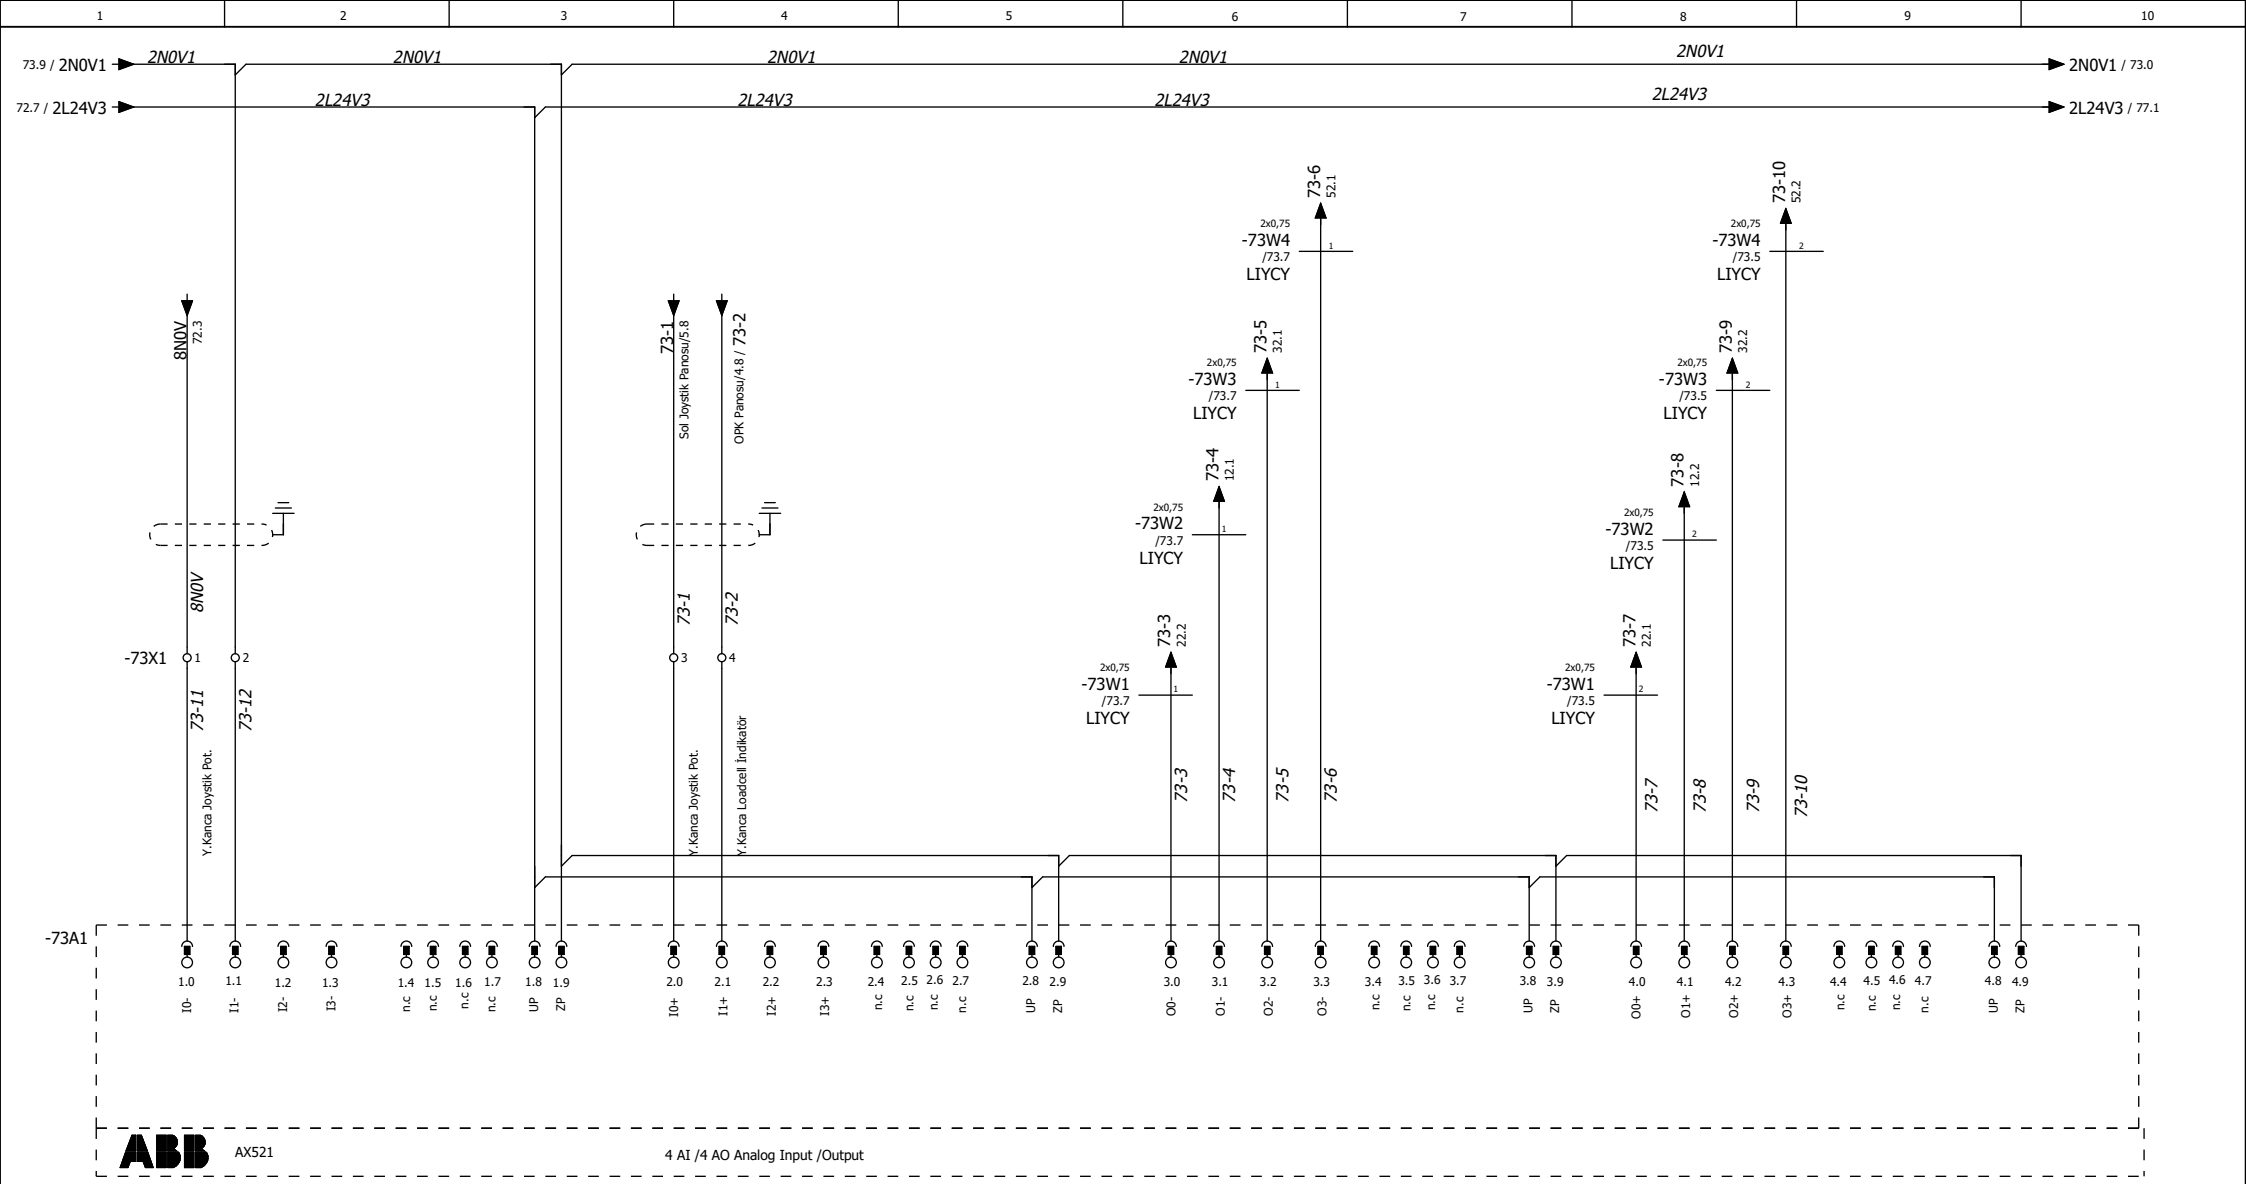 1 2 3 4 5 6 7 8 9 10
73.9 / 2N0V1 2N0V1 2N0V1 2N0V1 2N0V1 2N0V1 2N0V1 / 73.0
72.7 / 2L24V3 2L24V3 2L24V3 2L24V3 2L24V3 2L24V3 / 77.1
8N0V
72.3
8N0V
-73X1 1 2 3 4
73-11
73-12
Y.Kanca Joystik Pot.
73-1
Sol Joystik Panosu/5.8
OPK Panosu/4.8 / 73-2
73-1
73-2
Y.Kanca Joystik Pot.
Y.Kanca Loadcell İndikatör
73-6
52.1
2x0,75
-73W4 1
/73.7
LIYCY
73-5
32.1
2x0,75
-73W3 1
/73.7
LIYCY
73-4
12.1
2x0,75
-73W2 1
/73.7
LIYCY
73-3
22.2
2x0,75
-73W1 1
/73.7
LIYCY
73-3
73-4
73-5
73-6
73-10
52.2
2x0,75
-73W4 2
/73.5
LIYCY
73-9
32.2
2x0,75
-73W3 2
/73.5
LIYCY
73-8
12.2
2x0,75
-73W2 2
/73.5
LIYCY
73-7
22.1
2x0,75
-73W1 2
/73.5
LIYCY
73-7
73-8
73-9
73-10
-73A1
1.0 1.1 1.2 1.3 1.4 1.5 1.6 1.7 1.8 1.9 2.0 2.1 2.2 2.3 2.4 2.5 2.6 2.7 2.8 2.9 3.0 3.1 3.2 3.3 3.4 3.5 3.6 3.7 3.8 3.9 4.0 4.1 4.2 4.3 4.4 4.5 4.6 4.7 4.8 4.9
I0- I1- I2- I3- n.c n.c n.c n.c UP ZP I0+ I1+ I2+ I3+ n.c n.c n.c n.c UP ZP O0- O1- O2- O3- n.c n.c n.c n.c UP ZP O0+ O1+ O2+ O3+ n.c n.c n.c n.c UP ZP
ABB AX521 4 AI /4 AO Analog Input /Output